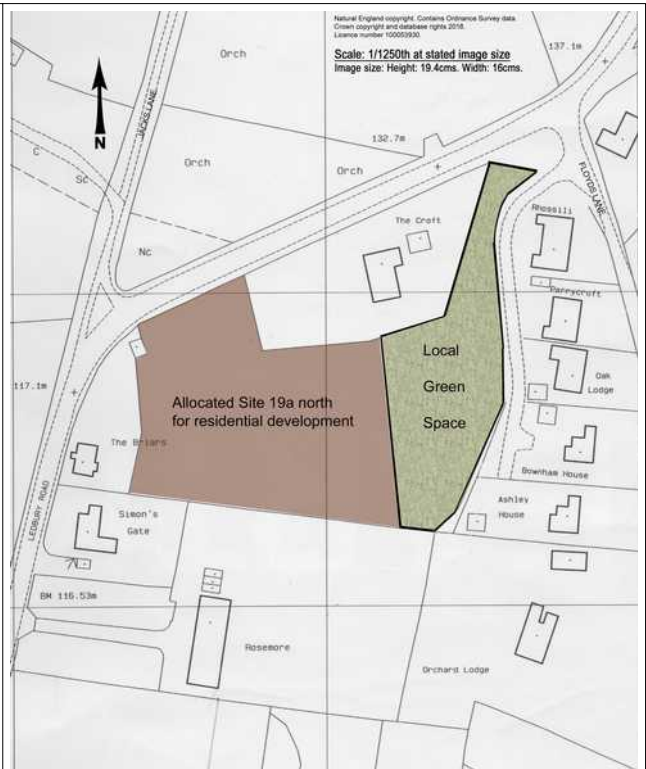 Natural England copyright. Contains Ordnance Survey data.
Crown copyright and database rights 2018.
Licence number 100053930.
Scale: 1/1250th at stated image size
Image size: Height: 19.4cms. Width: 16cms.
137.1m
Orch
JACKS LANE
N
132.7m
C
Sc
Orch
Orch
FLOYDS LANE
The Croft
Rhossili
Nc
Parrycroft
Local
Green
Space
Oak
Lodge
117.1m
Allocated Site 19a north
for residential development
The Briars
Bownham House
LEDBURY ROAD
Simon's
Gate
Ashley
House
BM 116.53m
Rosemore
Orchard Lodge